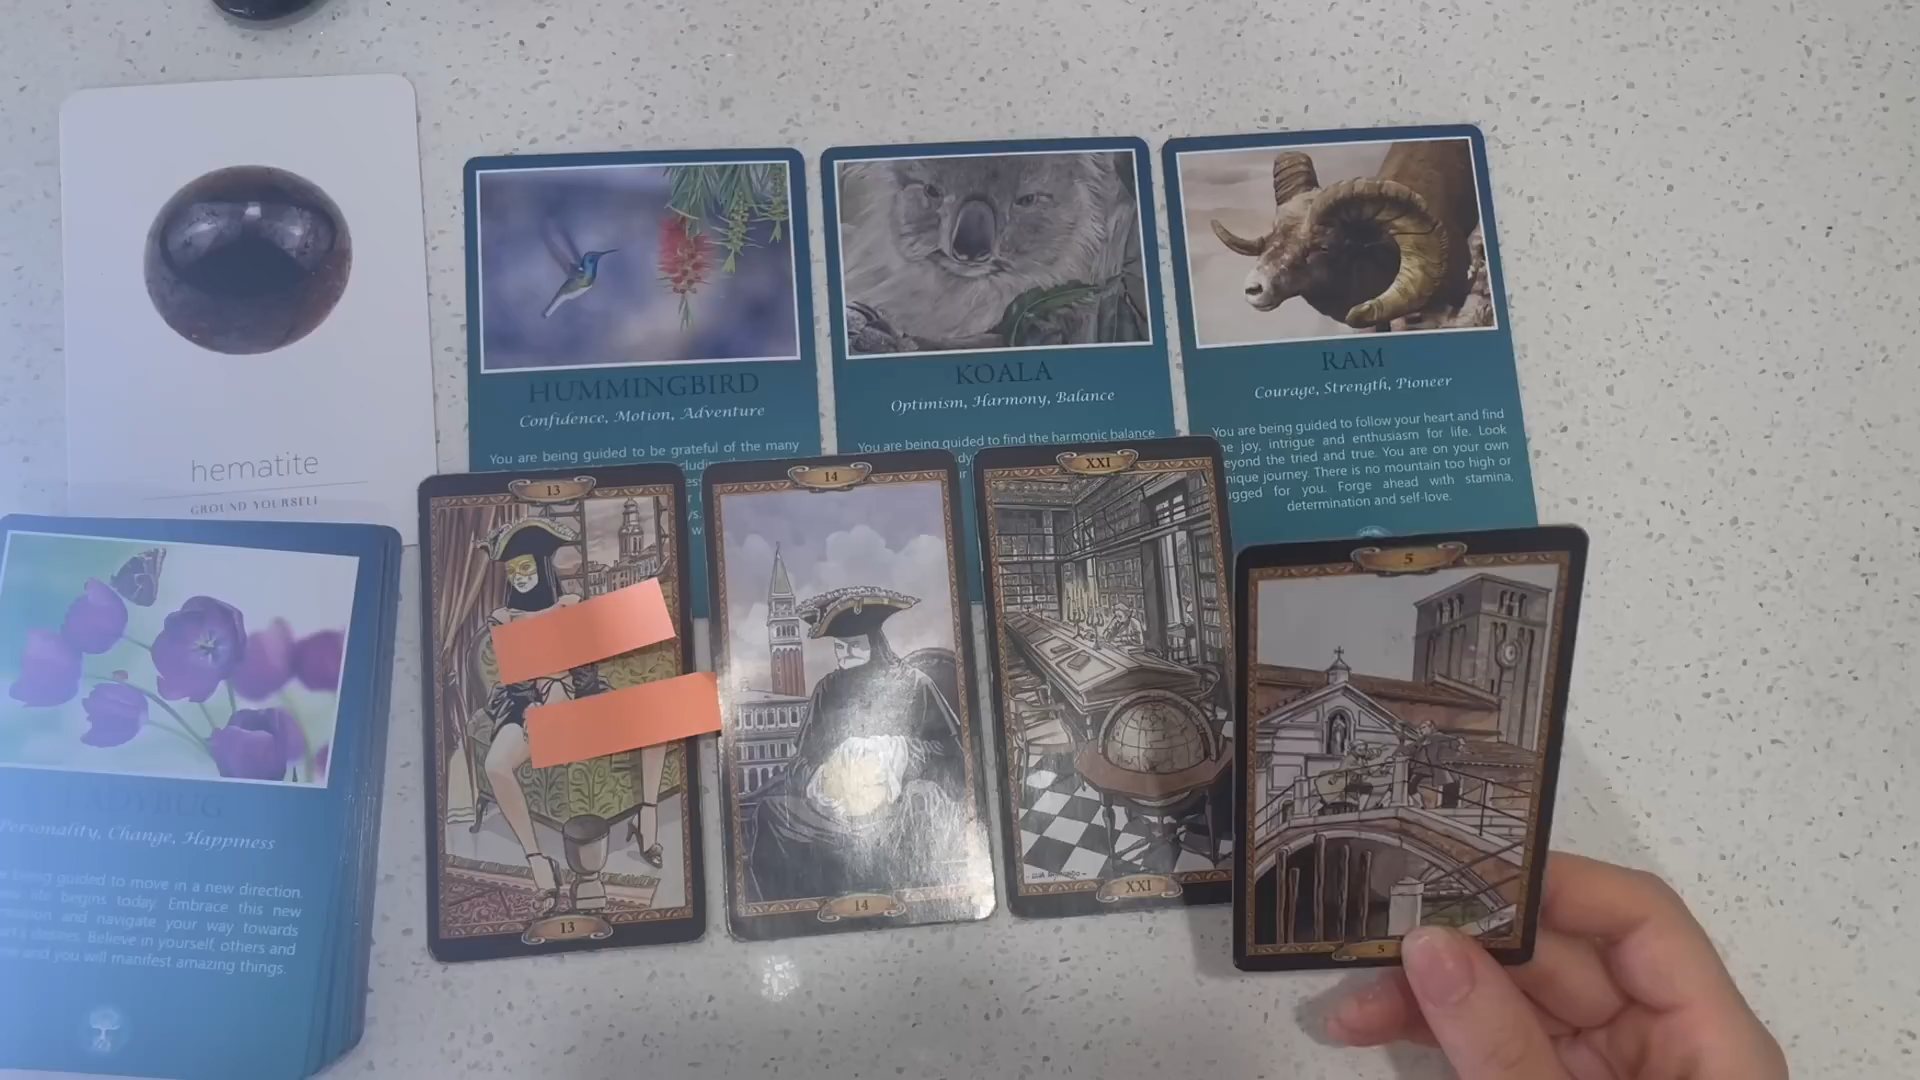 hematite
GROUND YOURSELF
HUMMINGBIRD
Confidence, Motion, Adventure
You are being guided to be grateful of the many
KOALA
Optimism, Harmony, Balance
You are being guided to find the harmonic balance
RAM
Courage, Strength, Pioneer
You are being guided to follow your heart and find
joy, intrigue and enthusiasm for life. Look
the tried and true. You are on your own
journey. There is no mountain too high or
for you. Forge ahead with stamina,
determination and self-love.
LADYBUG
Personality, Change, Happiness
being guided to move in a new direction.
life begins today. Embrace this new
and navigate your way towards
desires. Believe in yourself, others and
and you will manifest amazing things.
13
13
14
14
XXI
XXI
5
5